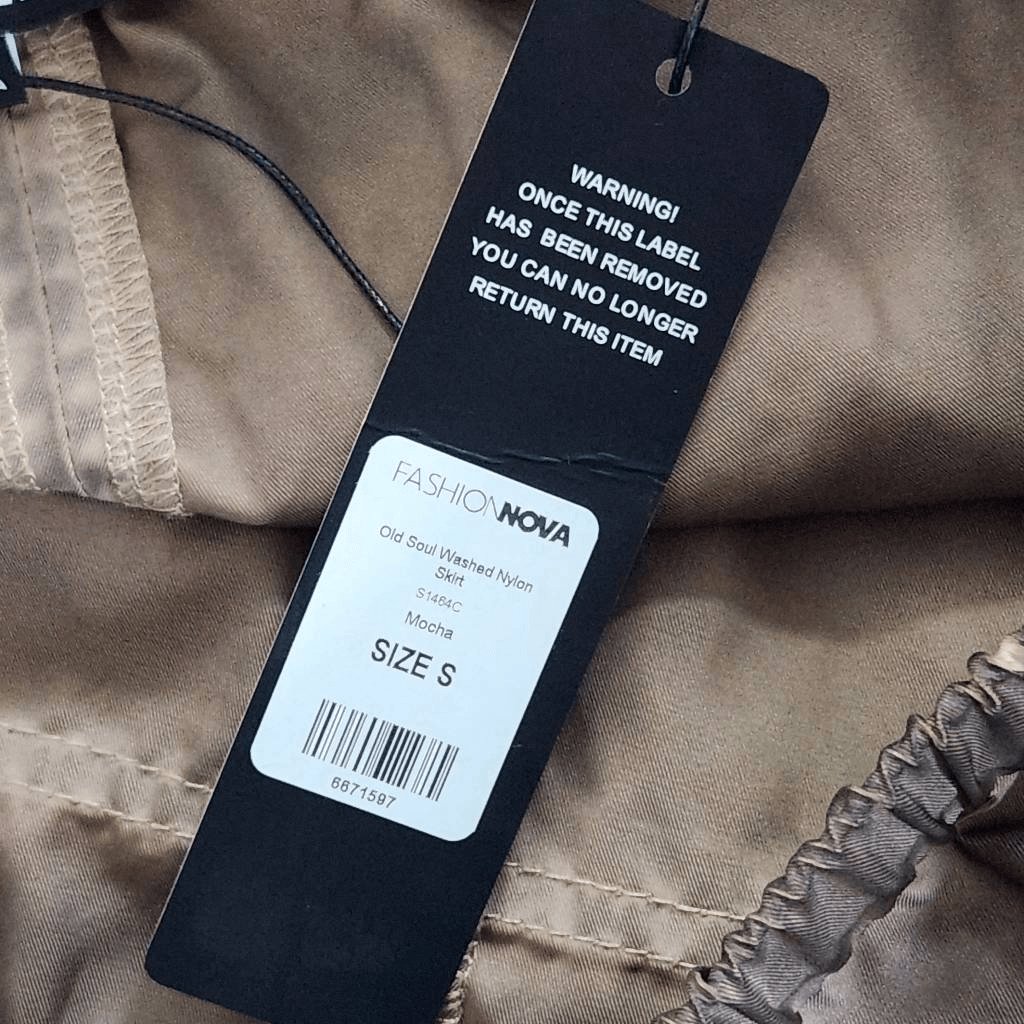 WARNING!
ONCE THIS LABEL
HAS BEEN REMOVED
YOU CAN NO LONGER
RETURN THIS ITEM
FASHIONNOVA
Old Soul Washed Nylon
Skirt
S1464C
Mocha
SIZE S
6671597